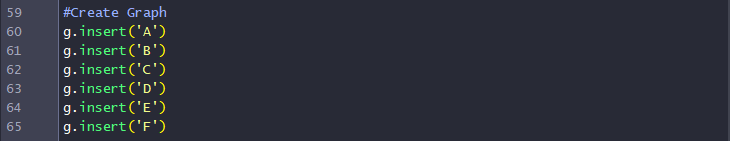 59 #Create Graph
60 g.insert('A')
61 g.insert('B')
62 g.insert('C')
63 g.insert('D')
64 g.insert('E')
65 g.insert('F')